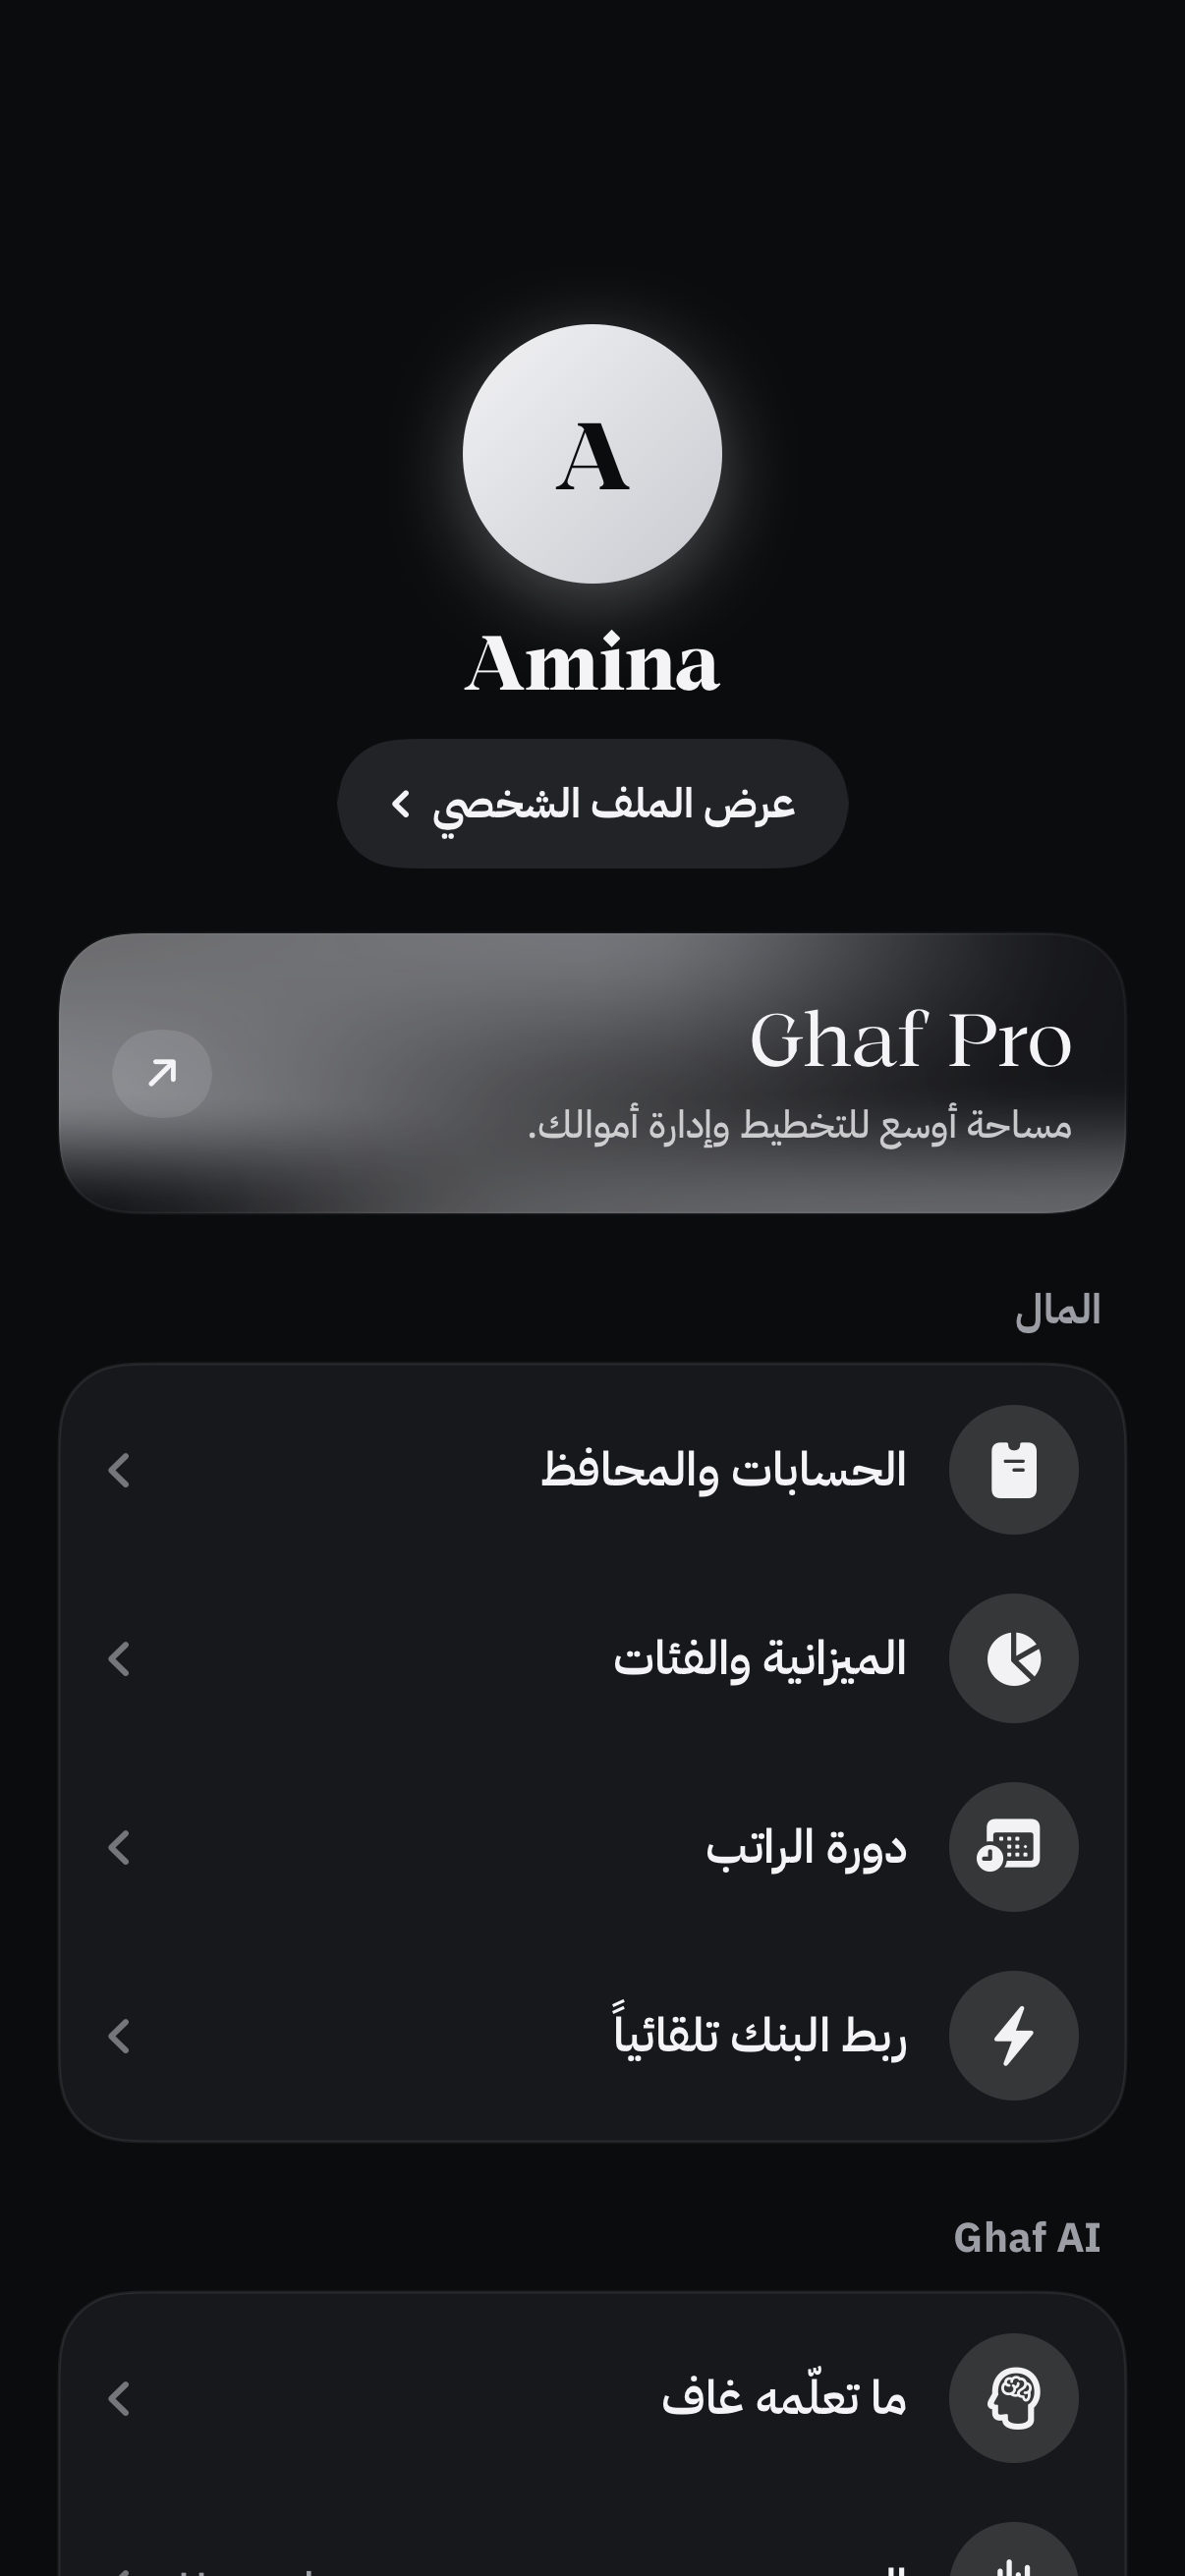 A
Amina
عرض الملف الشخصي
Ghaf Pro
مساحة أوسع للتخطيط وإدارة أموالك.
المال
الحسابات والمحافظ
الميزانية والفئات
دورة الراتب
ربط البنك تلقائياً
Ghaf AI
ما تعلّمه غاف